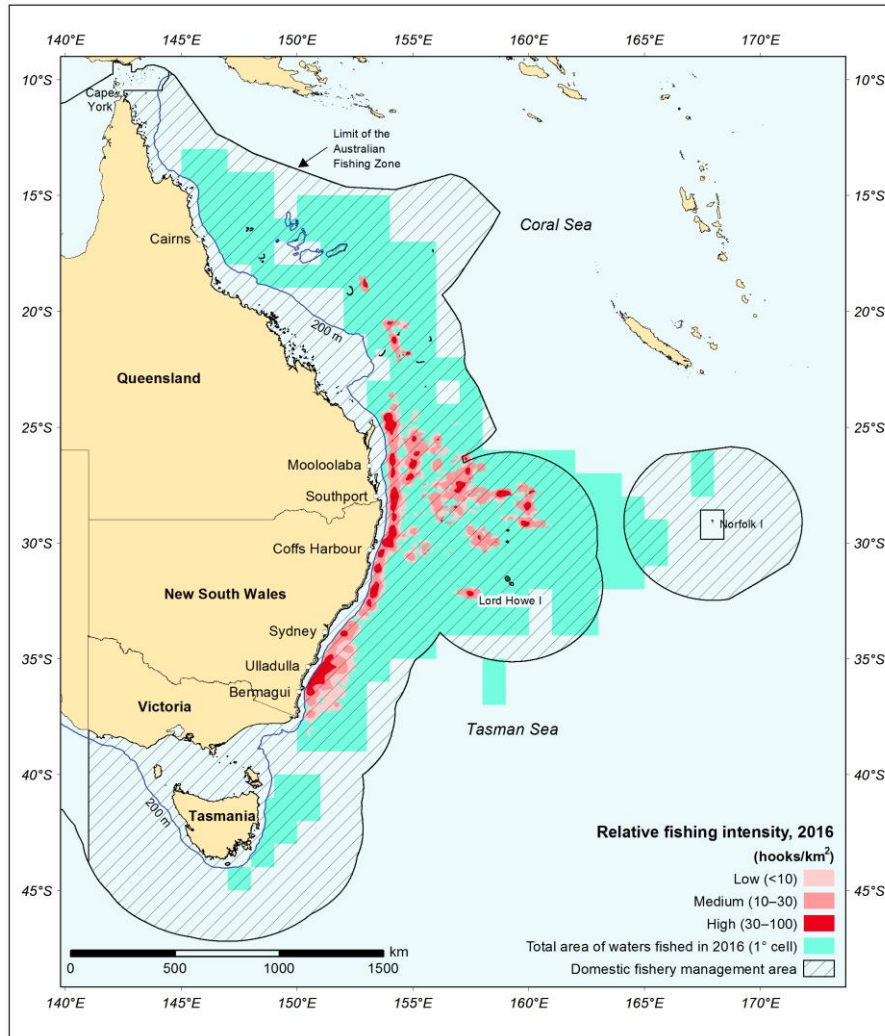 140°E 145°E 150°E 155°E 160°E 165°E 170°E
10°S
Cape
York
Limit of the
Australian
Fishing Zone
15°S
Coral Sea
Cairns
20°S
200 m
Queensland
25°S
Mooloolaba
Southport
Norfolk I
30°S
Coffs Harbour
New South Wales
Lord Howe I
Sydney
35°S
Ulladulla
Bermagui
Victoria
Tasman Sea
40°S
200 m
Tasmania
45°S
Relative fishing intensity, 2016
(hooks/km²)
Low (<10)
Medium (10–30)
High (30–100)
Total area of waters fished in 2016 (1° cell)
Domestic fishery management area
km
0 500 1000 1500
10°S
15°S
20°S
25°S
30°S
35°S
40°S
45°S
140°E 145°E 150°E 155°E 160°E 165°E 170°E